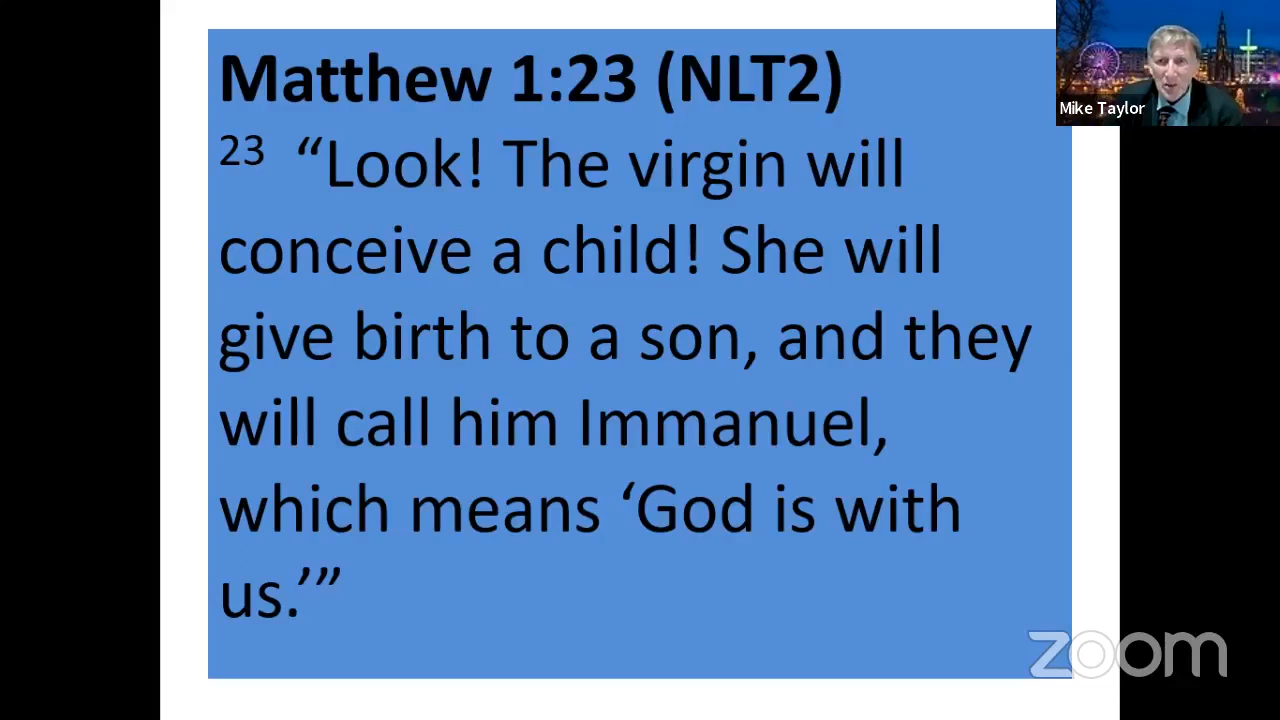 Matthew 1:23 (NLT2)
23 “Look! The virgin will
conceive a child! She will
give birth to a son, and they
will call him Immanuel,
which means ‘God is with
us.’”
Mike Taylor
zoom